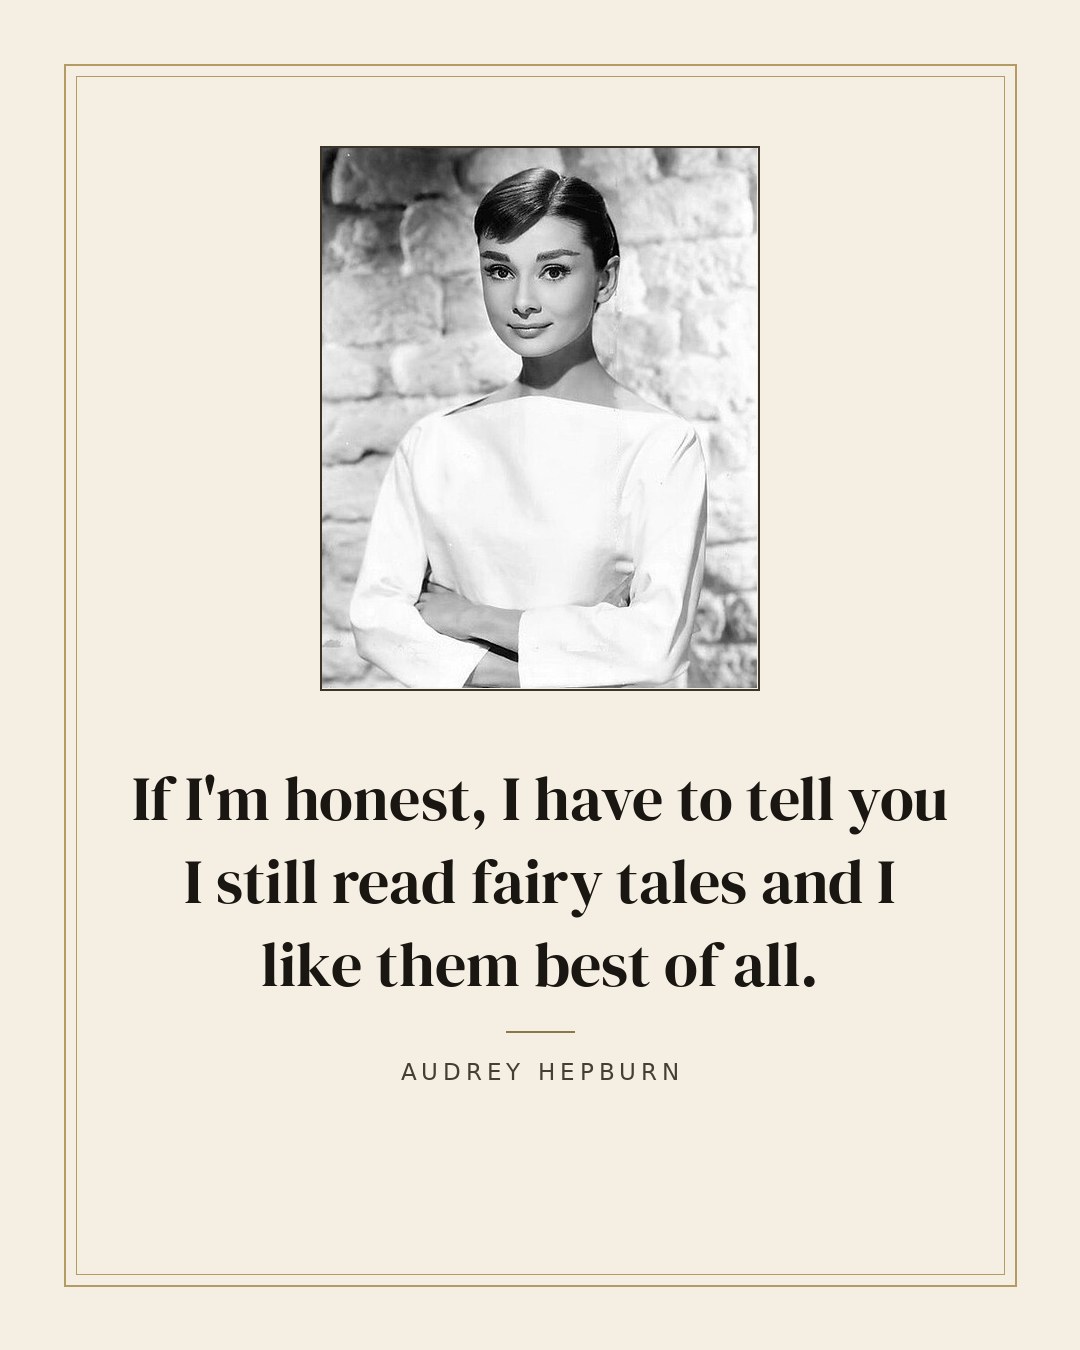 If I'm honest, I have to tell you
I still read fairy tales and I
like them best of all.
AUDREY HEPBURN